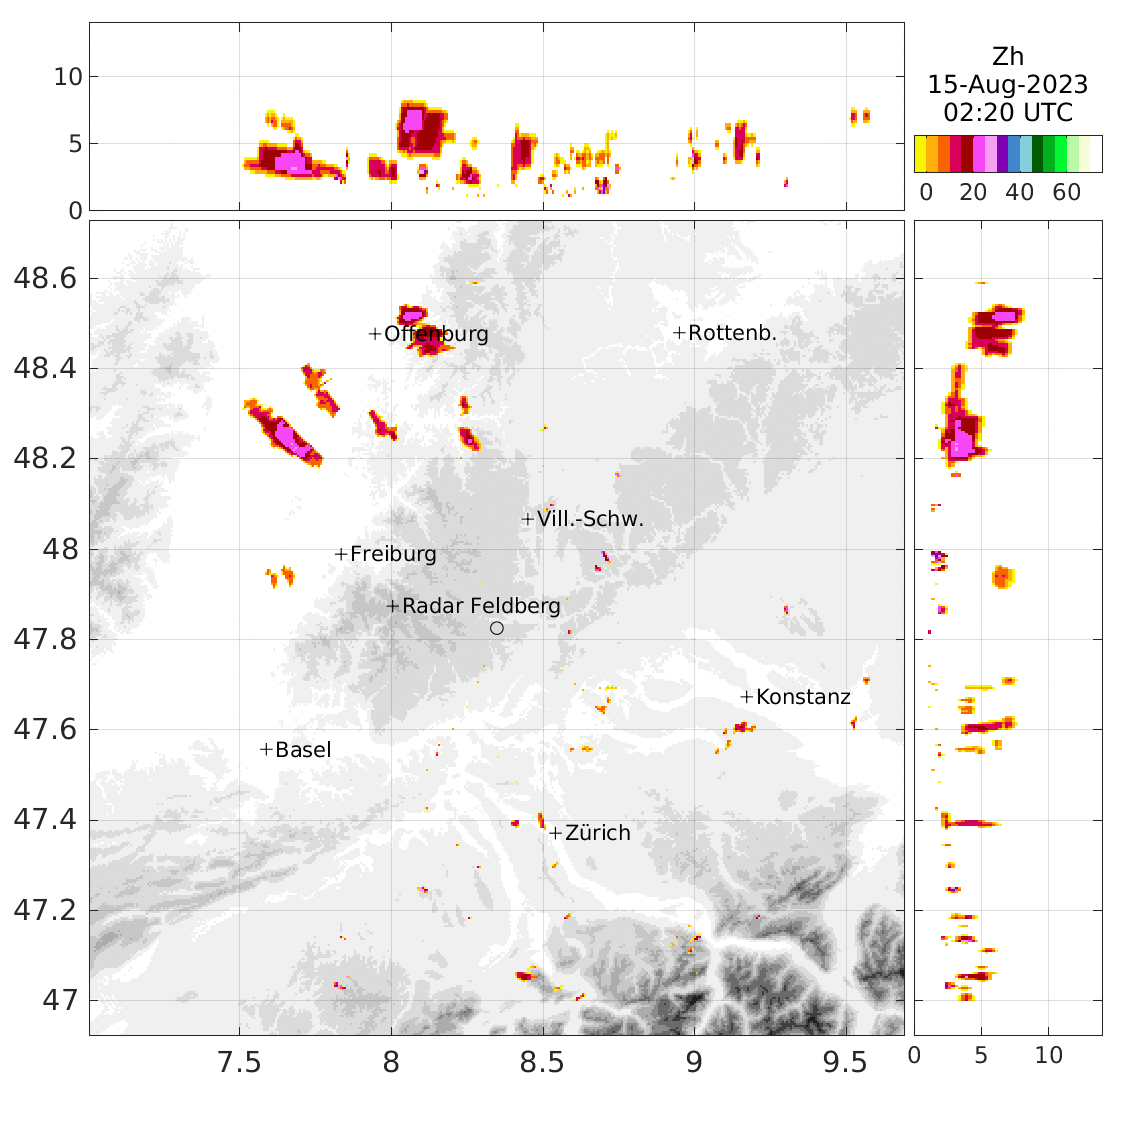 Zh
15-Aug-2023
02:20 UTC
0 20 40 60
10
5
0
48.6
48.4
48.2
48
47.8
47.6
47.4
47.2
47
+Offenburg
+Rottenb.
+Vill.-Schw.
+Freiburg
+Radar Feldberg
+Konstanz
+Basel
+Zürich
7.5 8 8.5 9 9.5
0 5 10